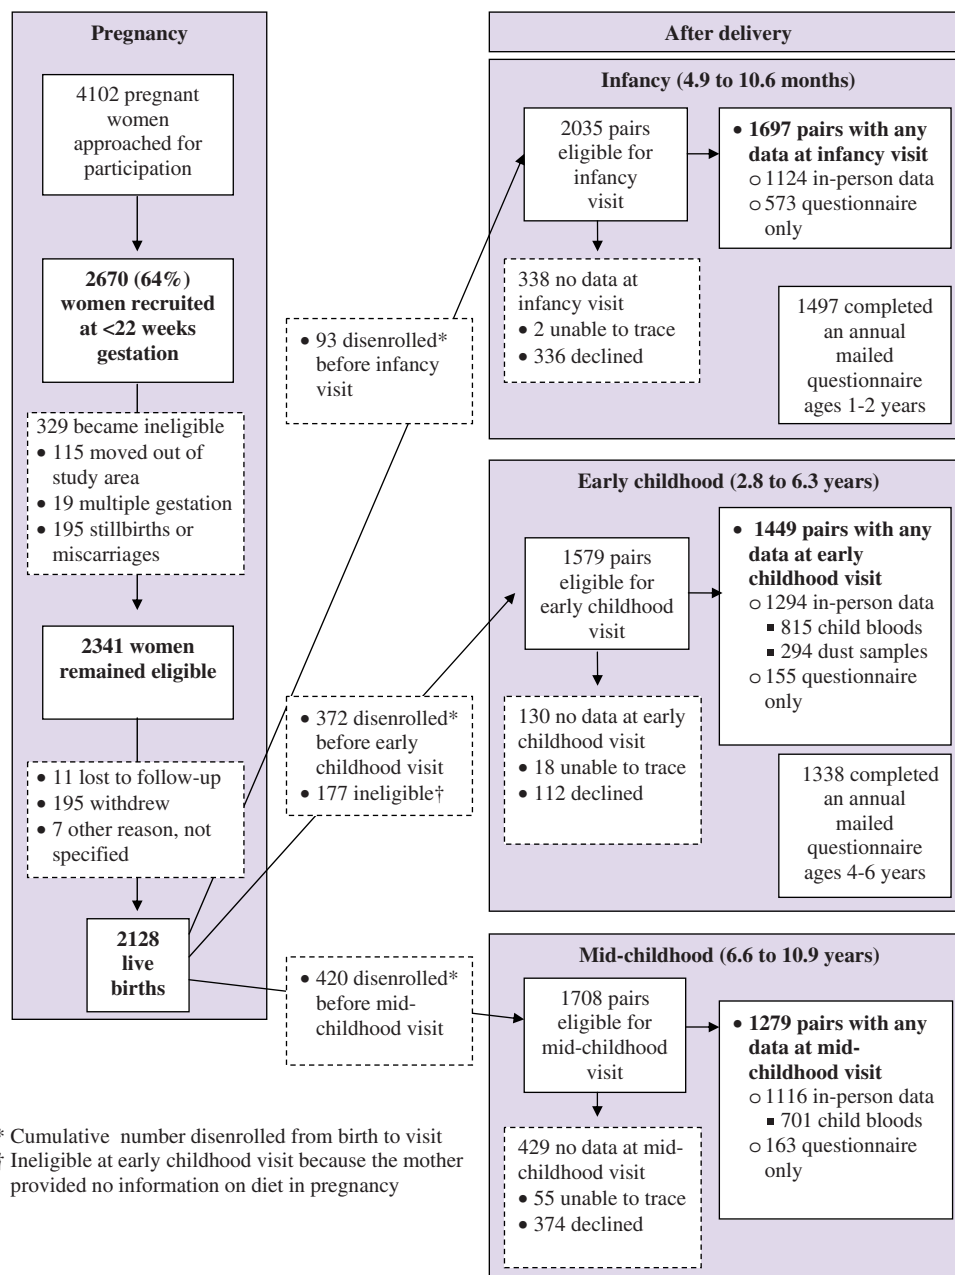 Pregnancy
4102 pregnant
women
approached for
participation
2670 (64%)
women recruited
at <22 weeks
gestation
329 became ineligible
• 115 moved out of
study area
• 19 multiple gestation
• 195 stillbirths or
miscarriages
2341 women
remained eligible
• 11 lost to follow-up
• 195 withdrew
• 7 other reason, not
specified
2128
live
births
• 93 disenrolled*
before infancy
visit
• 372 disenrolled*
before early
childhood visit
• 177 ineligible†
• 420 disenrolled*
before mid-
childhood visit
After delivery
Infancy (4.9 to 10.6 months)
2035 pairs
eligible for
infancy
visit
• 1697 pairs with any
data at infancy visit
o 1124 in-person data
o 573 questionnaire
only
338 no data at
infancy visit
• 2 unable to trace
• 336 declined
1497 completed
an annual
mailed
questionnaire
ages 1-2 years
Early childhood (2.8 to 6.3 years)
1579 pairs
eligible for
early childhood
visit
• 1449 pairs with any
data at early
childhood visit
o 1294 in-person data
▪ 815 child bloods
▪ 294 dust samples
o 155 questionnaire
only
130 no data at early
childhood visit
• 18 unable to trace
• 112 declined
1338 completed
an annual
mailed
questionnaire
ages 4-6 years
Mid-childhood (6.6 to 10.9 years)
1708 pairs
eligible for
mid-childhood
visit
• 1279 pairs with any
data at mid-
childhood visit
o 1116 in-person data
▪ 701 child bloods
o 163 questionnaire
only
429 no data at mid-
childhood visit
• 55 unable to trace
• 374 declined
* Cumulative number disenrolled from birth to visit
† Ineligible at early childhood visit because the mother
provided no information on diet in pregnancy